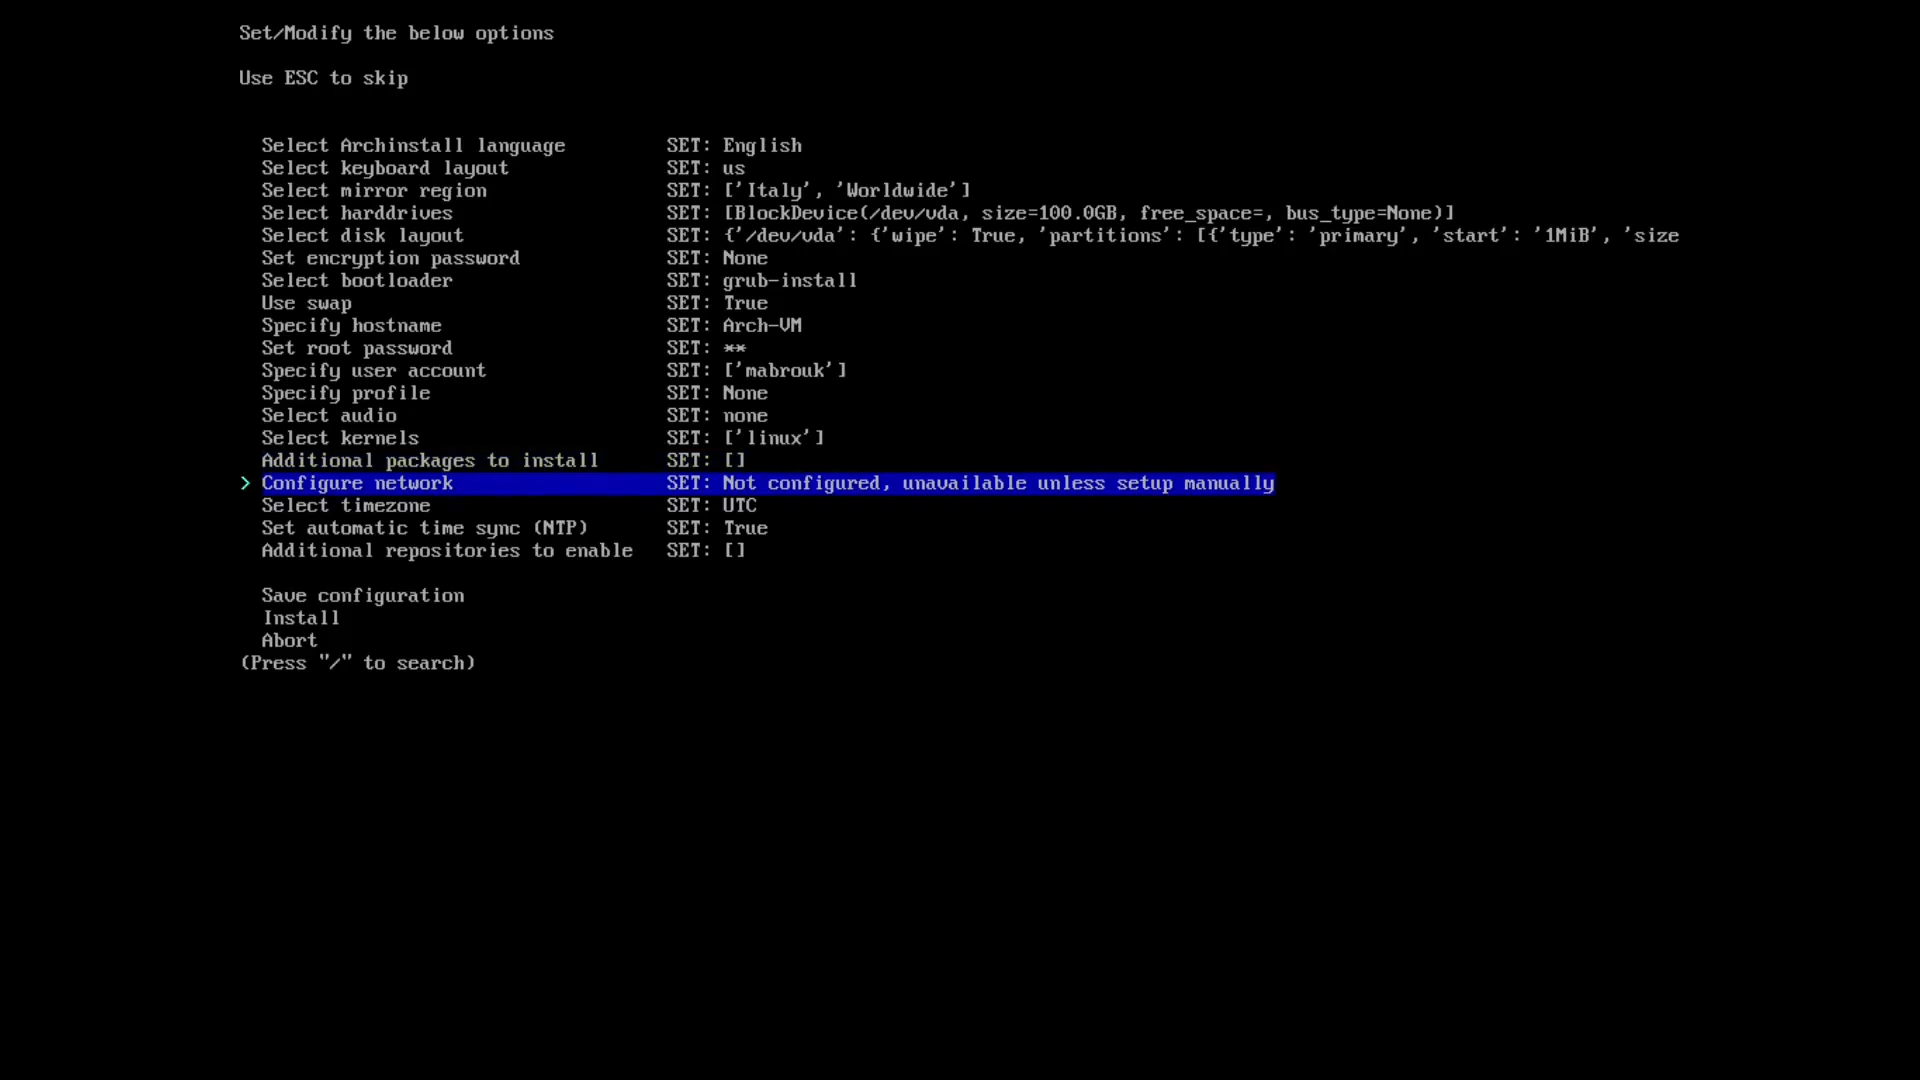 Set/Modify the below options
Use ESC to skip
Select Archinstall language SET: English
Select keyboard layout SET: us
Select mirror region SET: ['Italy', 'Worldwide']
Select harddrives SET: [BlockDevice(/dev/vda, size=100.0GB, free_space=, bus_type=None)]
Select disk layout SET: {'/dev/vda': {'wipe': True, 'partitions': [{'type': 'primary', 'start': '1MiB', 'size
Set encryption password SET: None
Select bootloader SET: grub-install
Use swap SET: True
Specify hostname SET: Arch-VM
Set root password SET: **
Specify user account SET: ['mabrouk']
Specify profile SET: None
Select audio SET: none
Select kernels SET: ['linux']
Additional packages to install SET: []
> Configure network SET: Not configured, unavailable unless setup manually
Select timezone SET: UTC
Set automatic time sync (NTP) SET: True
Additional repositories to enable SET: []
Save configuration
Install
Abort
(Press "/" to search)